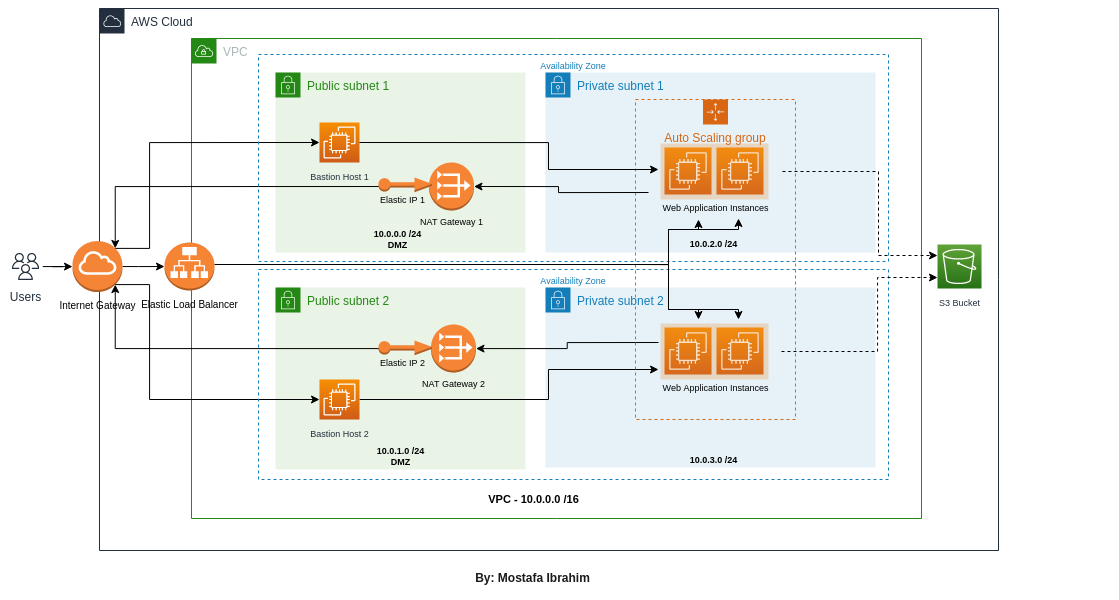 AWS Cloud
VPC
Availability Zone
Public subnet 1
Private subnet 1
Auto Scaling group
Bastion Host 1
Elastic IP 1
NAT Gateway 1
Web Application Instances
10.0.0.0 /24
DMZ
10.0.2.0 /24
Users
Internet Gateway
Elastic Load Balancer
S3 Bucket
Availability Zone
Public subnet 2
Private subnet 2
Elastic IP 2
NAT Gateway 2
Web Application Instances
Bastion Host 2
10.0.1.0 /24
DMZ
10.0.3.0 /24
VPC - 10.0.0.0 /16
By: Mostafa Ibrahim